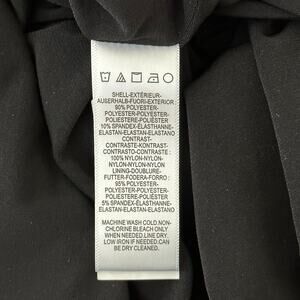 SHELL-EXTÉRIEUR-
AUSERHALB-FUORI-EXTERIOR
90% POLYESTER-
POLYESTER-POLYESTER-
POLIESTERE-POLIESTER
10% SPANDEX-ÉLASTHANNE-
ELASTAN-ELASTAN-ELASTANO
CONTRAST-
CONTRASTE-KONTRAST-
CONTRASTO-CONTRASTE :
100% NYLON-NYLON-
NYLON-NYLON-NYLON
LINING-DOUBLURE-
FUTTER-FODERA-FORRO :
95% POLYESTER-
POLYESTER-POLYESTER-
POLIESTERE-POLIESTER
5% SPANDEX-ÉLASTHANNE-
ELASTAN-ELASTAN-ELASTANO
MACHINE WASH COLD.NON-
CHLORINE BLEACH ONLY
WHEN NEEDED.LINE DRY.
LOW IRON IF NEEDED.CAN
BE DRY CLEANED.